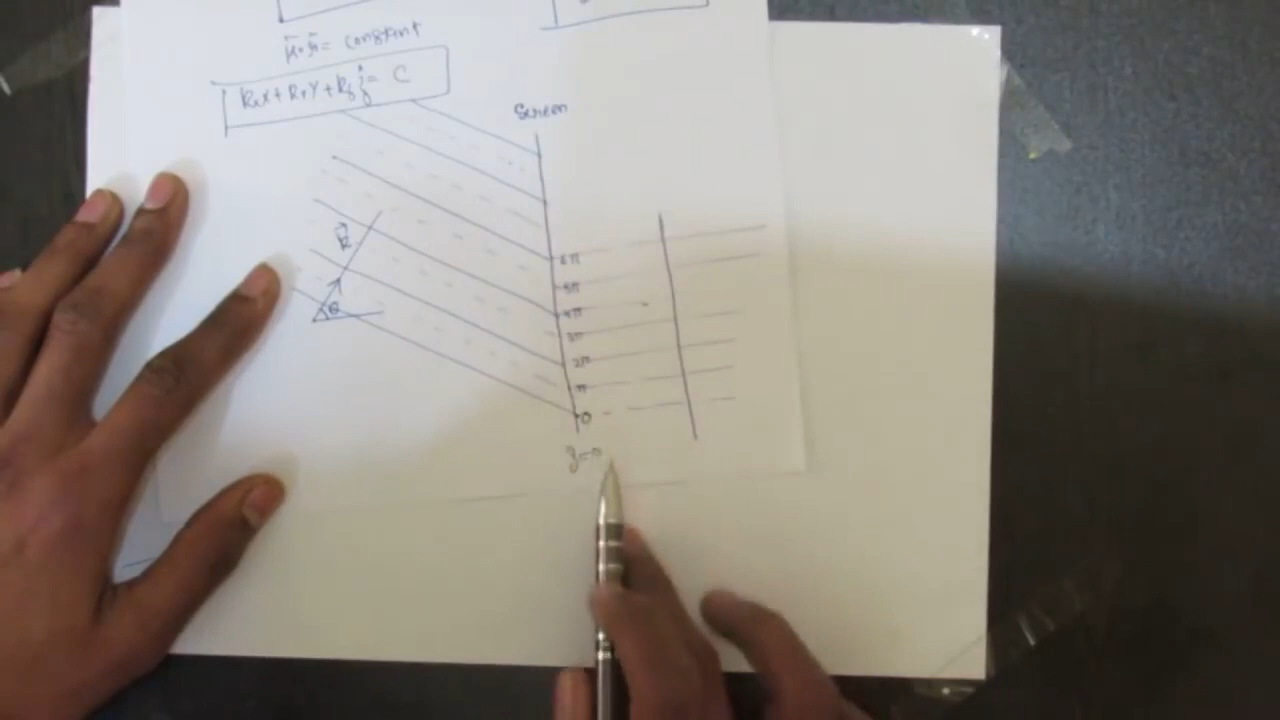 k̄·r̄ = constant
kₓx + kᵧy + k_z z = C
Screen
6π
5π
k⃗
4π
θ
3π
2π
π
0
z=0